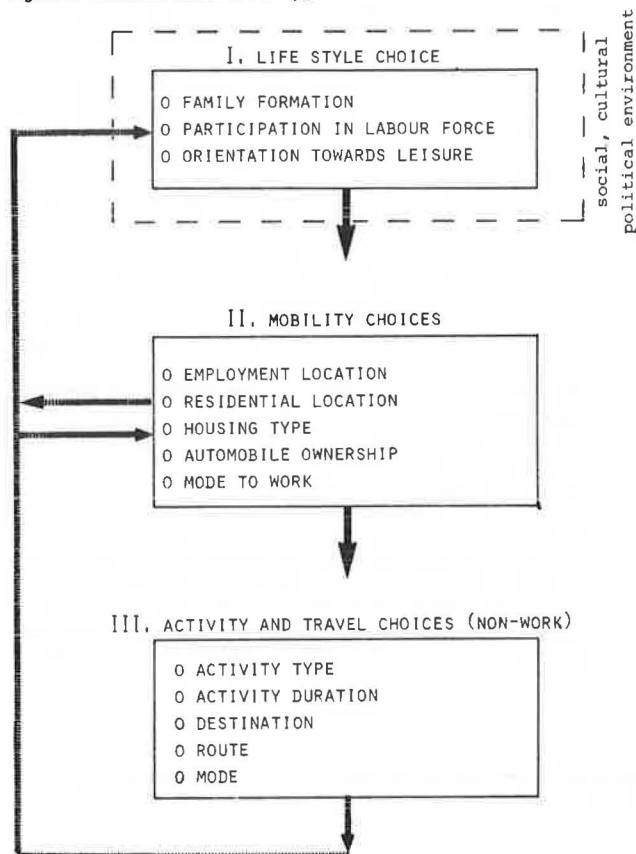 I. LIFE STYLE CHOICE
O FAMILY FORMATION
O PARTICIPATION IN LABOUR FORCE
O ORIENTATION TOWARDS LEISURE
social, cultural
political environment
II. MOBILITY CHOICES
O EMPLOYMENT LOCATION
O RESIDENTIAL LOCATION
O HOUSING TYPE
O AUTOMOBILE OWNERSHIP
O MODE TO WORK
III. ACTIVITY AND TRAVEL CHOICES (NON-WORK)
O ACTIVITY TYPE
O ACTIVITY DURATION
O DESTINATION
O ROUTE
O MODE